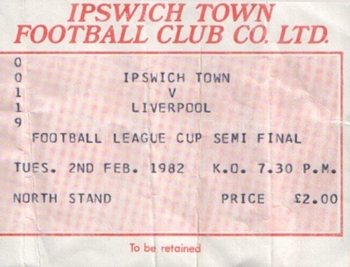 IPSWICH TOWN
FOOTBALL CLUB CO. LTD.
00119
IPSWICH TOWN
V
LIVERPOOL
FOOTBALL LEAGUE CUP SEMI FINAL
TUES. 2ND FEB. 1982 K.O. 7.30 P.M.
NORTH STAND PRICE £2.00
To be retained